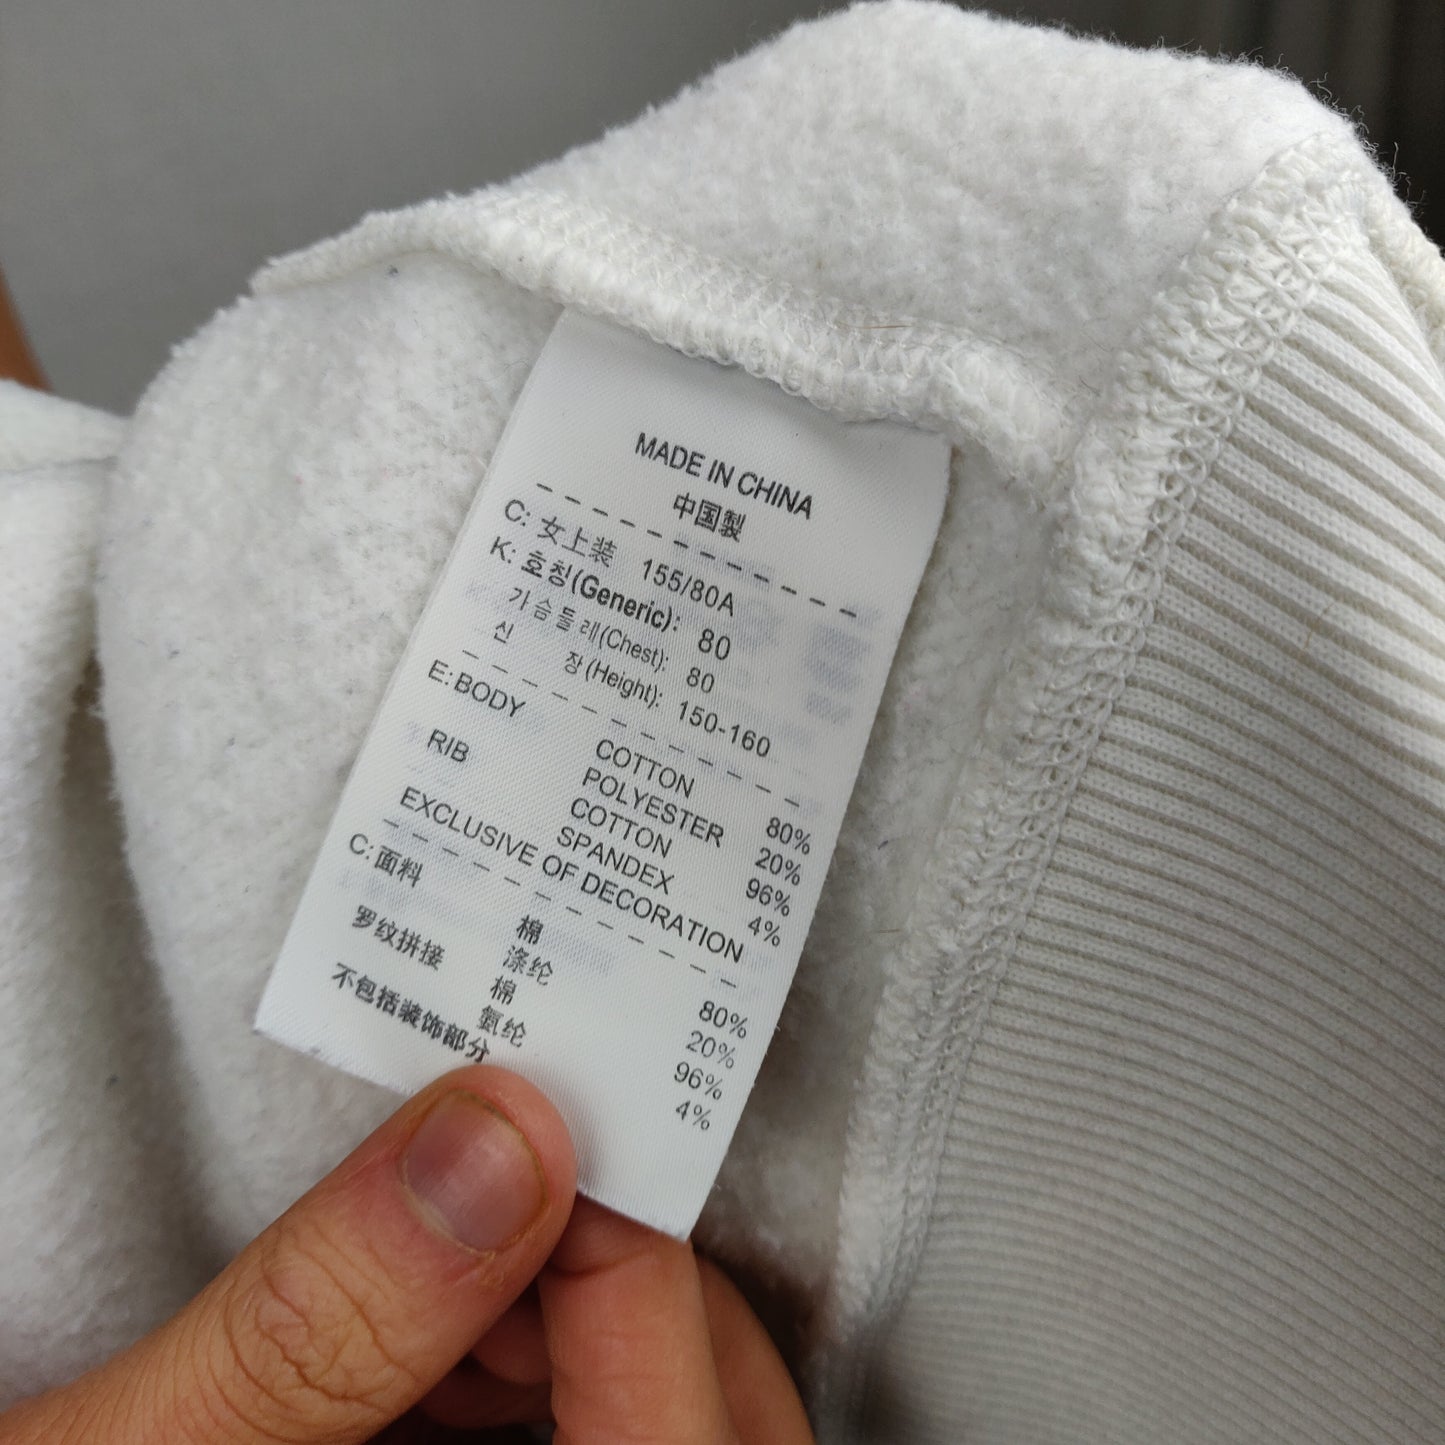 MADE IN CHINA
中国製
C: 女上装 155/80A
K: 호칭(Generic): 80
가슴둘레(Chest): 80
신 장(Height): 150-160
E: BODY COTTON 80%
POLYESTER 20%
RIB COTTON 96%
SPANDEX 4%
EXCLUSIVE OF DECORATION
C: 面料 棉 80%
涤纶 20%
罗纹拼接 棉 96%
氨纶 4%
不包括装饰部分